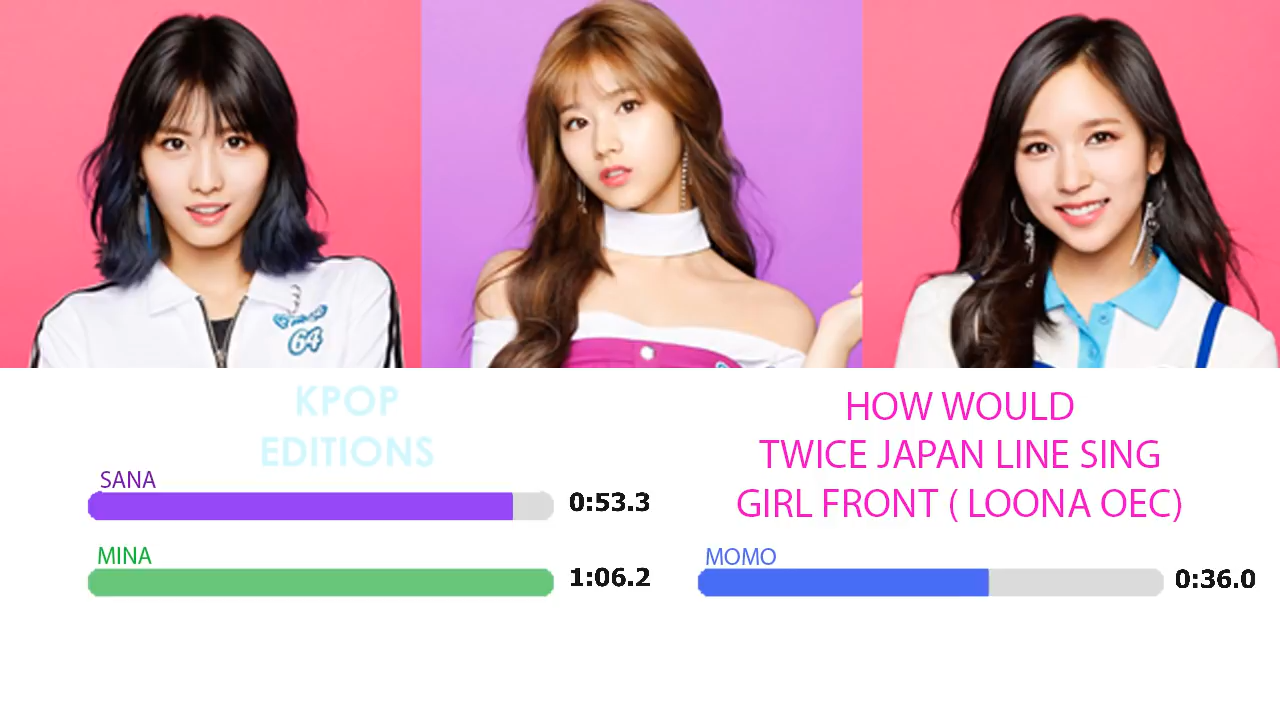 64
KPOP
EDITIONS
HOW WOULD
TWICE JAPAN LINE SING
GIRL FRONT ( LOONA OEC)
SANA
0:53.3
MINA
1:06.2
MOMO
0:36.0